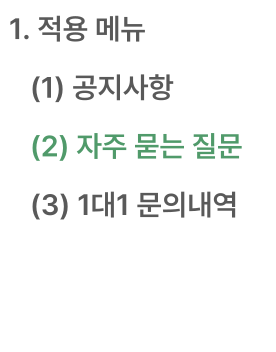 1. 적용 메뉴
(1) 공지사항
(2) 자주 묻는 질문
(3) 1대1 문의내역